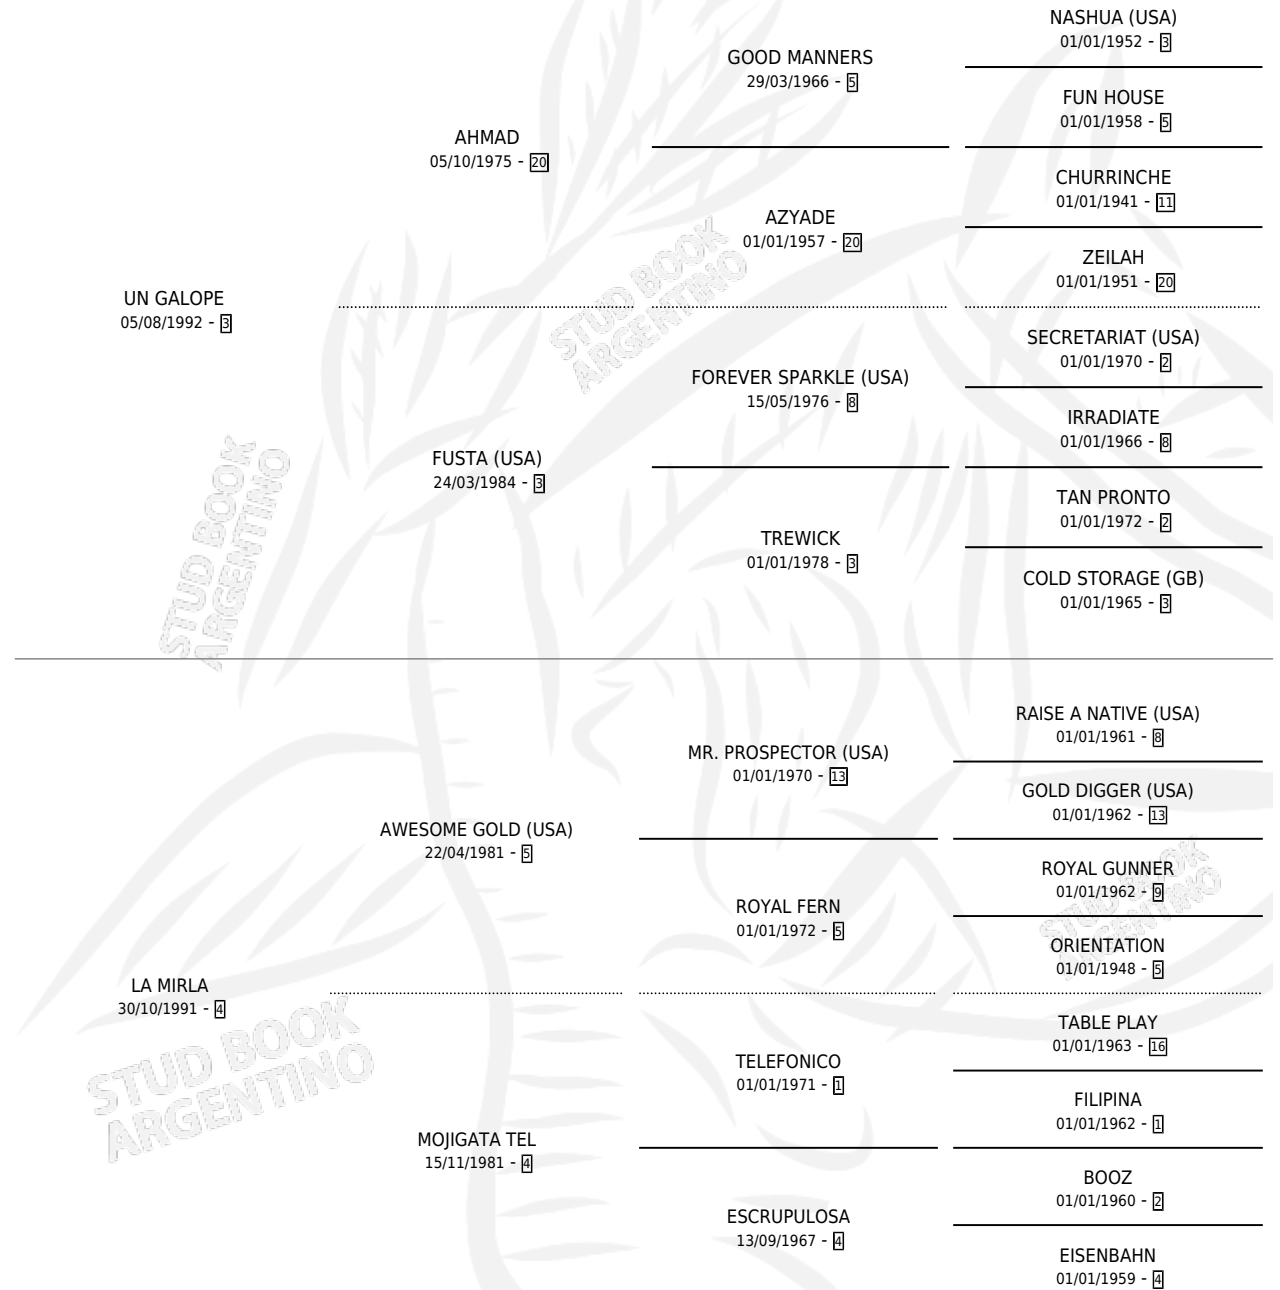 NASHUA (USA)
01/01/1952 - 3
GOOD MANNERS
29/03/1966 - 5
FUN HOUSE
01/01/1958 - 5
AHMAD
05/10/1975 - 20
CHURRINCHE
01/01/1941 - 11
AZYADE
01/01/1957 - 20
ZEILAH
01/01/1951 - 20
UN GALOPE
05/08/1992 - 3
STUD BOOK
ARGENTINO
SECRETARIAT (USA)
01/01/1970 - 2
FOREVER SPARKLE (USA)
15/05/1976 - 8
IRRADIATE
01/01/1966 - 8
FUSTA (USA)
24/03/1984 - 3
TAN PRONTO
01/01/1972 - 2
TREWICK
01/01/1978 - 3
COLD STORAGE (GB)
01/01/1965 - 3
STUD BOOK
ARGENTINO
RAISE A NATIVE (USA)
01/01/1961 - 8
MR. PROSPECTOR (USA)
01/01/1970 - 13
GOLD DIGGER (USA)
01/01/1962 - 13
AWESOME GOLD (USA)
22/04/1981 - 5
ROYAL GUNNER
01/01/1962 - 9
ROYAL FERN
01/01/1972 - 5
ORIENTATION
01/01/1948 - 5
STUD BOOK
ARGENTINO
LA MIRLA
30/10/1991 - 4
TABLE PLAY
01/01/1963 - 16
TELEFONICO
01/01/1971 - 1
FILIPINA
01/01/1962 - 1
STUD BOOK
ARGENTINO
MOJIGATA TEL
15/11/1981 - 4
BOOZ
01/01/1960 - 2
ESCRUPULOSA
13/09/1967 - 4
EISENBAHN
01/01/1959 - 4